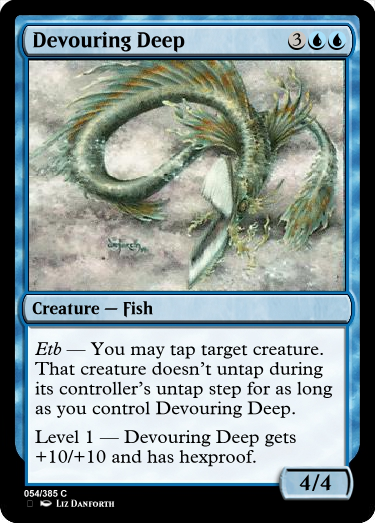 Devouring Deep 3
Creature — Fish
Etb — You may tap target creature.
That creature doesn't untap during
its controller's untap step for as long
as you control Devouring Deep.
Level 1 — Devouring Deep gets
+10/+10 and has hexproof.
4/4
054/385 C
Liz Danforth